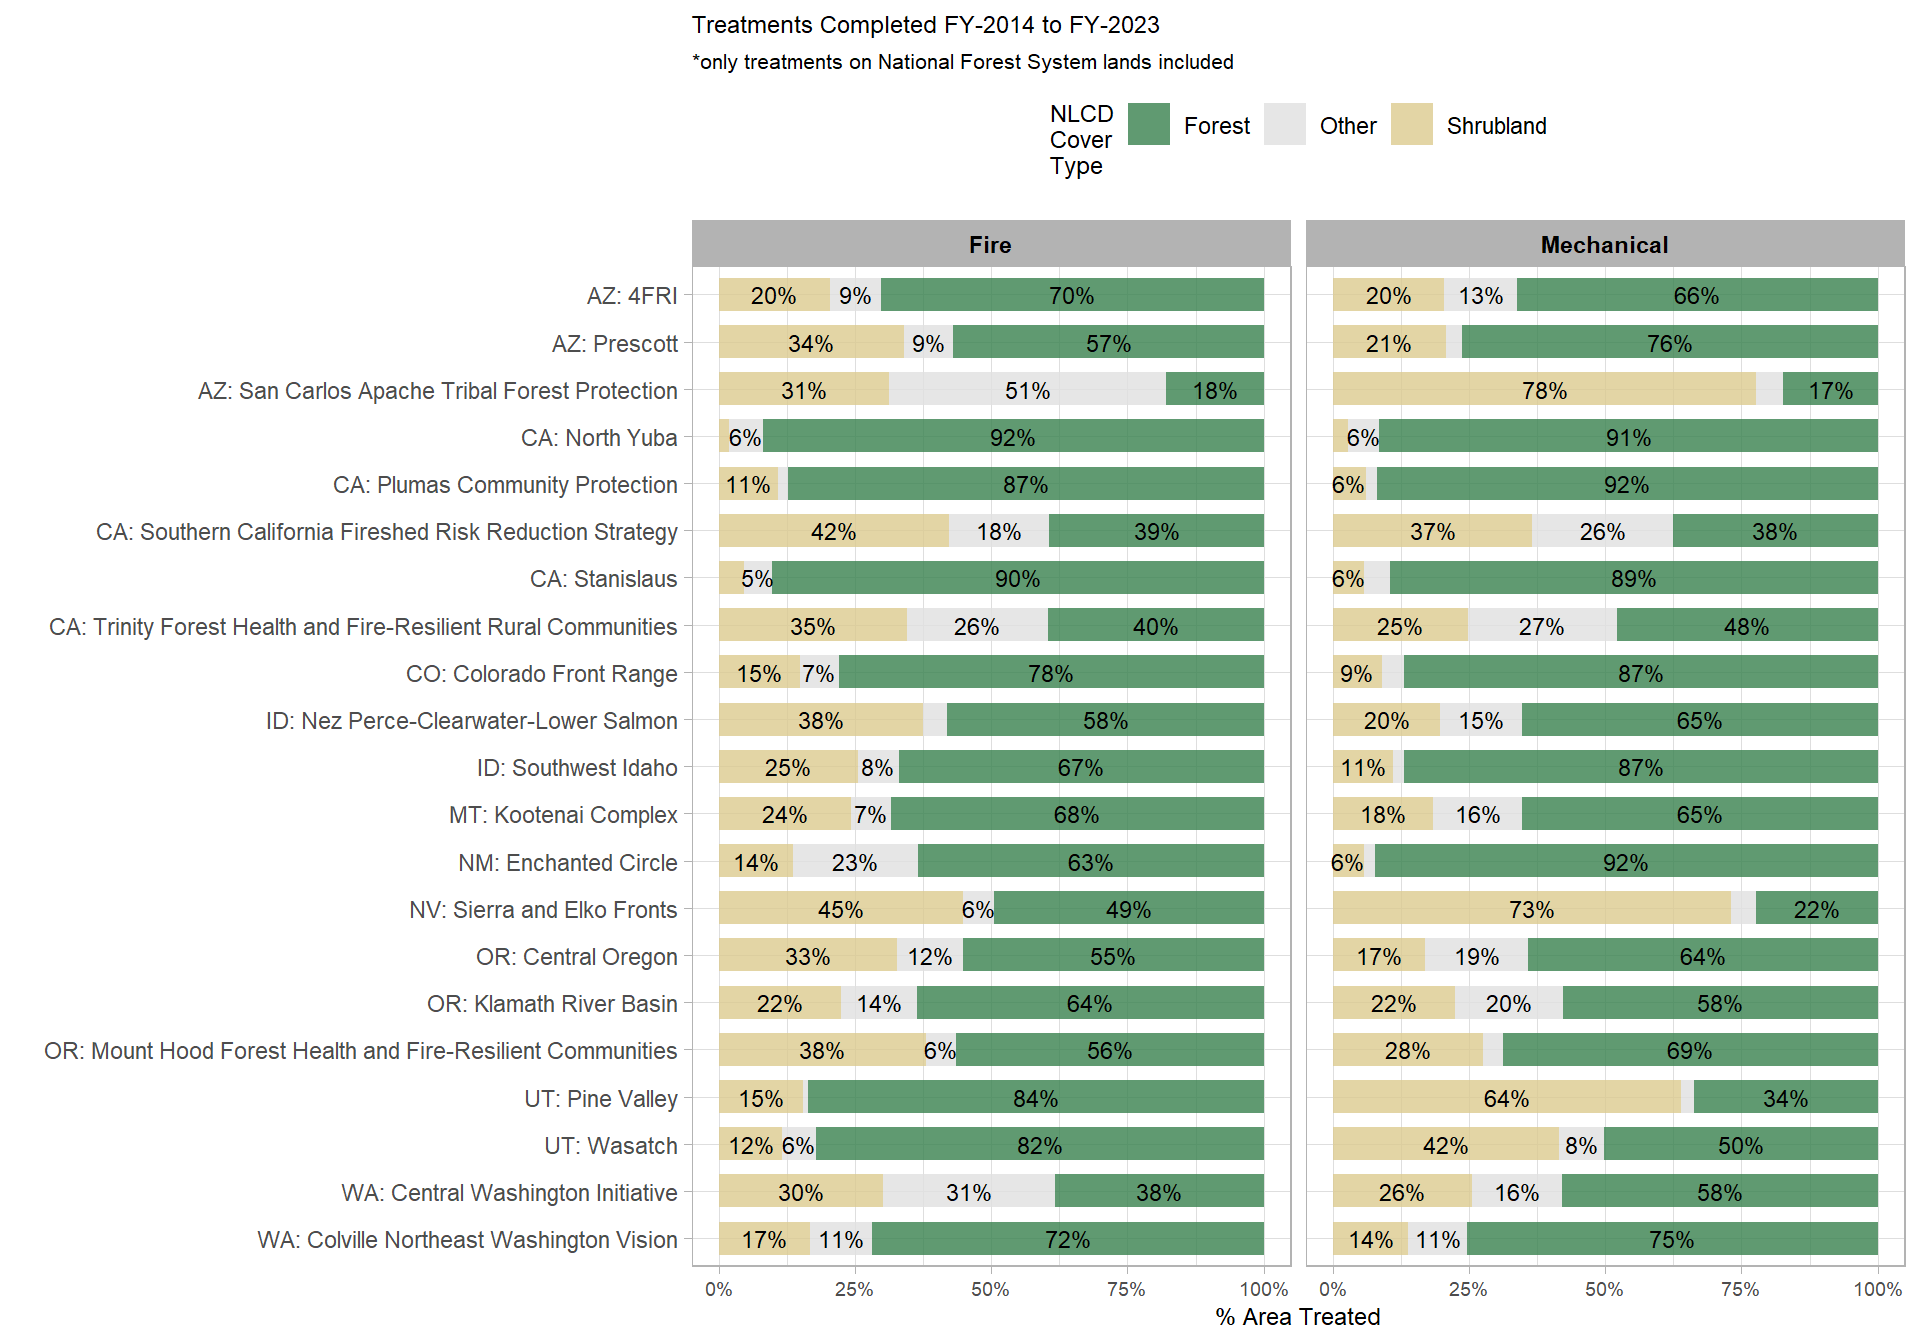 Treatments Completed FY-2014 to FY-2023
*only treatments on National Forest System lands included
NLCD
Cover
Type
Forest
Other
Shrubland
Fire
Mechanical
AZ: 4FRI 20% 9% 70% 20% 13% 66%
AZ: Prescott 34% 9% 57% 21% 76%
AZ: San Carlos Apache Tribal Forest Protection 31% 51% 18% 78% 17%
CA: North Yuba 6% 92% 6% 91%
CA: Plumas Community Protection 11% 87% 6% 92%
CA: Southern California Fireshed Risk Reduction Strategy 42% 18% 39% 37% 26% 38%
CA: Stanislaus 5% 90% 6% 89%
CA: Trinity Forest Health and Fire-Resilient Rural Communities 35% 26% 40% 25% 27% 48%
CO: Colorado Front Range 15% 7% 78% 9% 87%
ID: Nez Perce-Clearwater-Lower Salmon 38% 58% 20% 15% 65%
ID: Southwest Idaho 25% 8% 67% 11% 87%
MT: Kootenai Complex 24% 7% 68% 18% 16% 65%
NM: Enchanted Circle 14% 23% 63% 6% 92%
NV: Sierra and Elko Fronts 45% 6% 49% 73% 22%
OR: Central Oregon 33% 12% 55% 17% 19% 64%
OR: Klamath River Basin 22% 14% 64% 22% 20% 58%
OR: Mount Hood Forest Health and Fire-Resilient Communities 38% 6% 56% 28% 69%
UT: Pine Valley 15% 84% 64% 34%
UT: Wasatch 12% 6% 82% 42% 8% 50%
WA: Central Washington Initiative 30% 31% 38% 26% 16% 58%
WA: Colville Northeast Washington Vision 17% 11% 72% 14% 11% 75%
0% 25% 50% 75% 100% 0% 25% 50% 75% 100%
% Area Treated